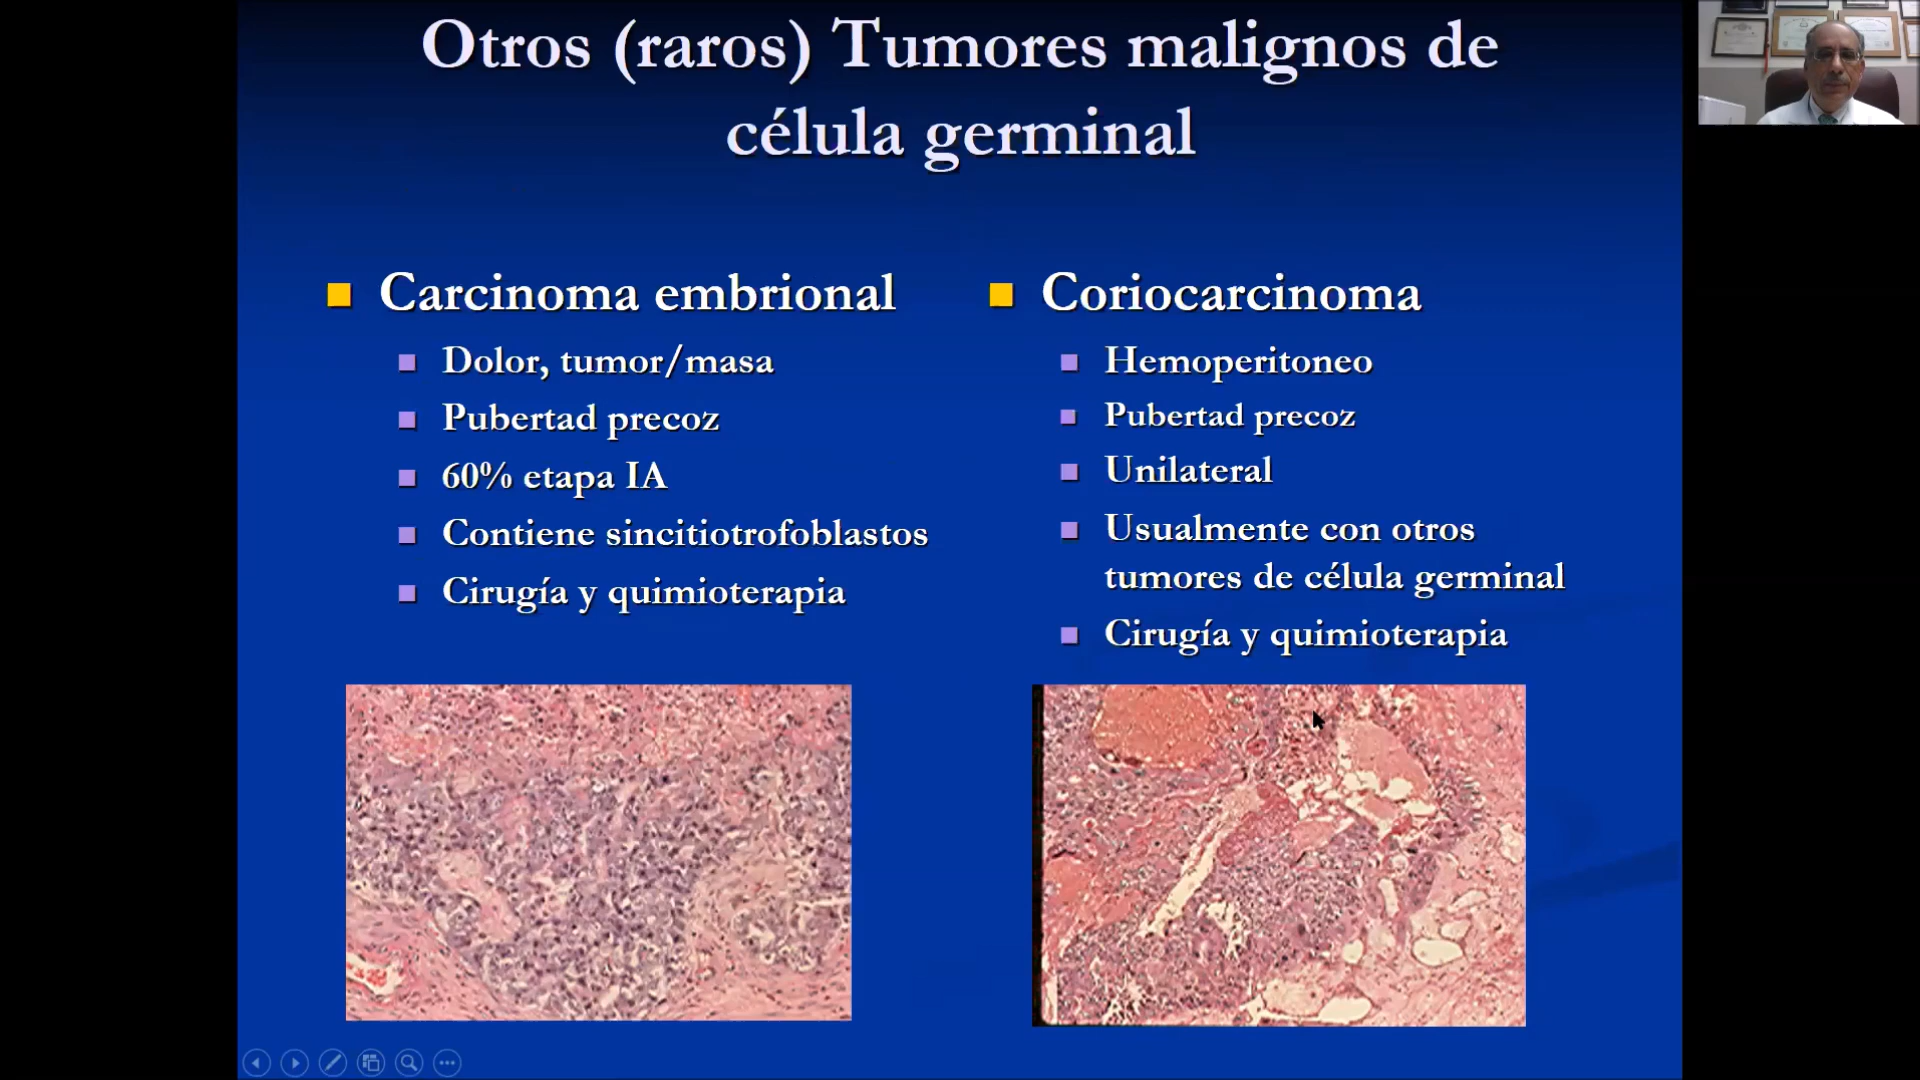 Otros (raros) Tumores malignos de
célula germinal
Carcinoma embrional
Dolor, tumor/masa
Pubertad precoz
60% etapa IA
Contiene sincitiotrofoblastos
Cirugía y quimioterapia
Coriocarcinoma
Hemoperitoneo
Pubertad precoz
Unilateral
Usualmente con otros
tumores de célula germinal
Cirugía y quimioterapia